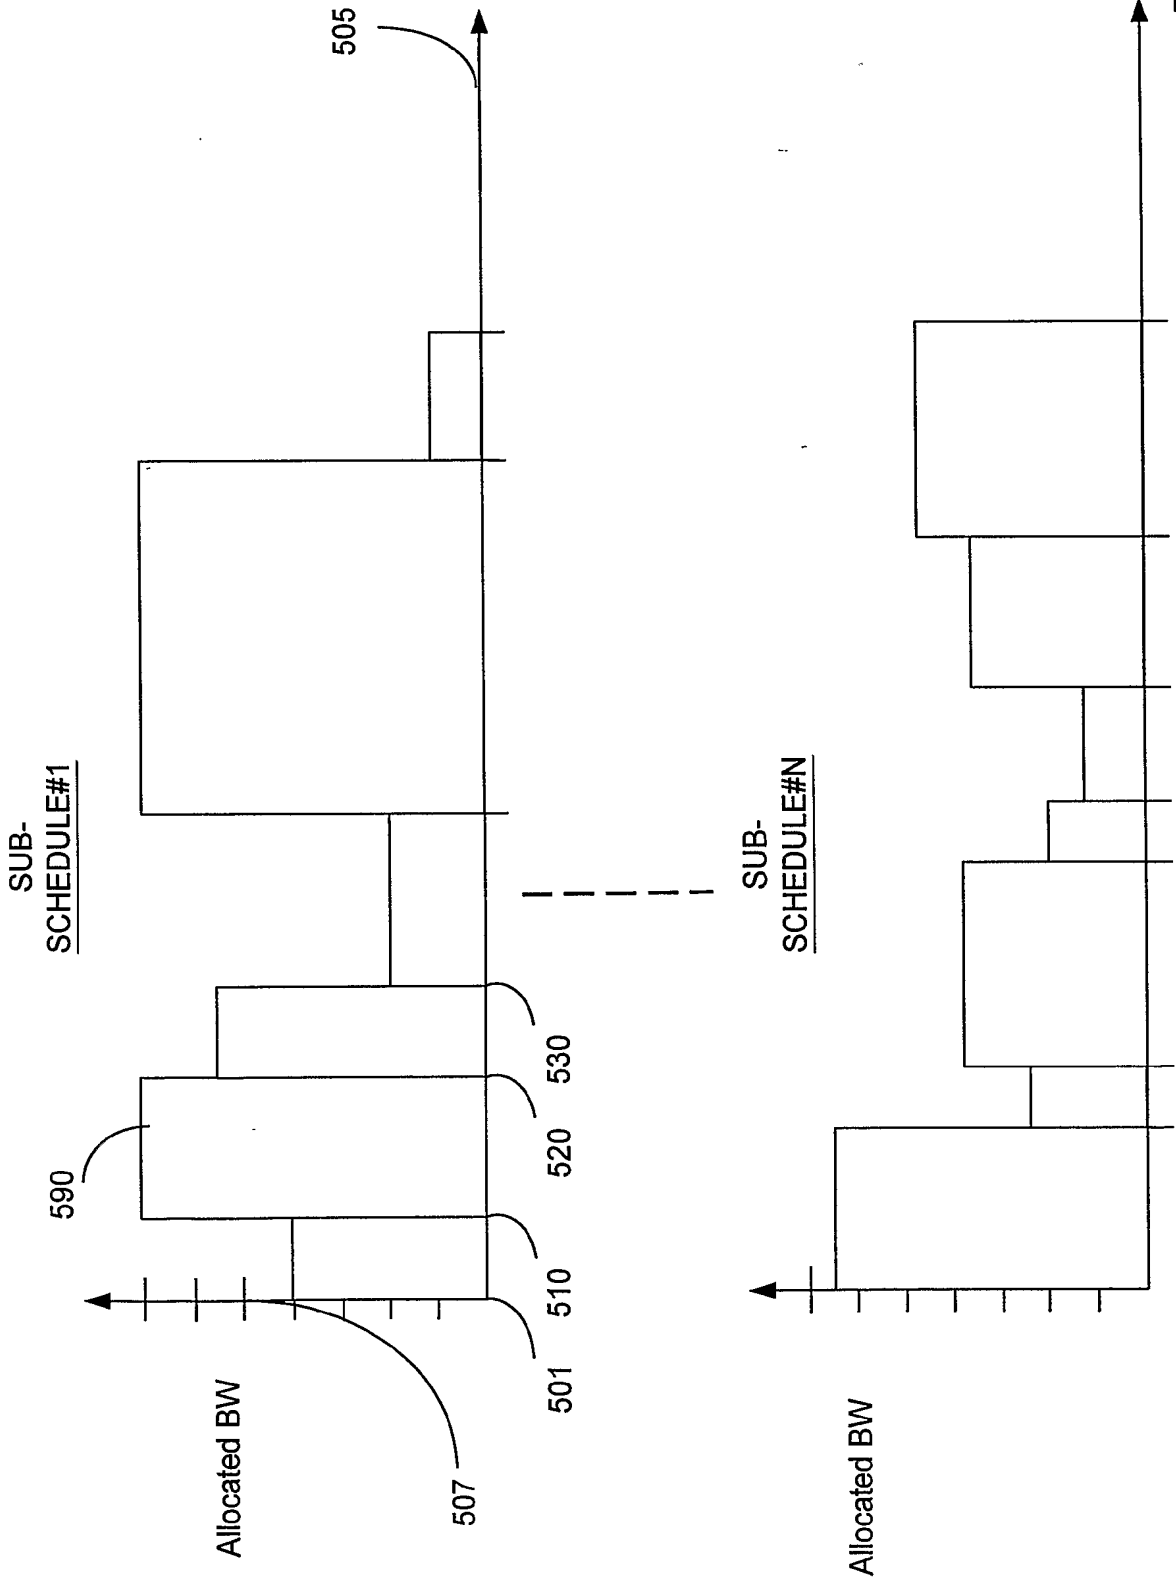 SUB-
SCHEDULE#1
505
590
Allocated BW
507
501
510
520
530
SUB-
SCHEDULE#N
Allocated BW